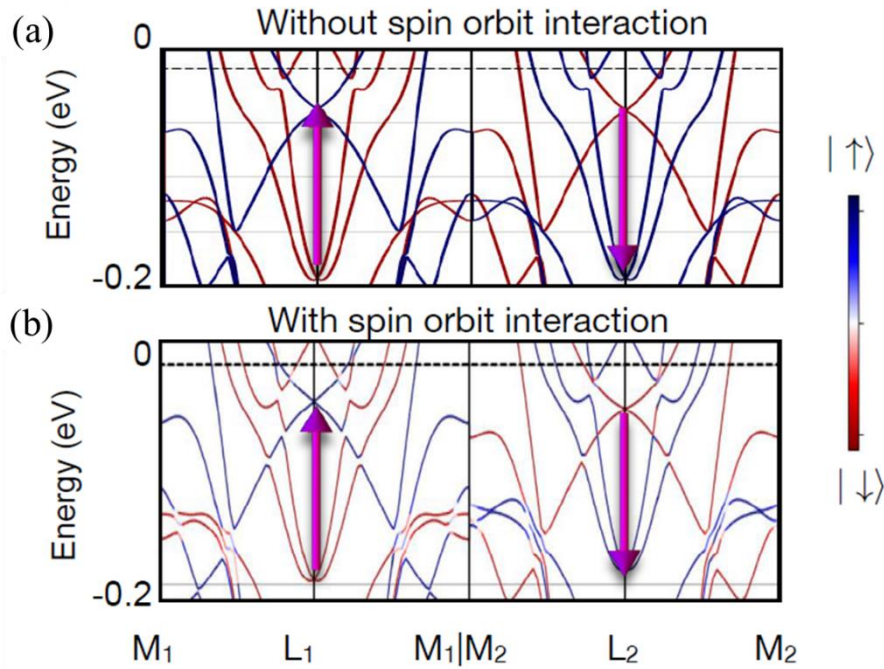 (a)
Without spin orbit interaction
0
Energy (eV)
-0.2
|↑⟩
|↓⟩
(b)
With spin orbit interaction
0
Energy (eV)
-0.2
M₁ L₁ M₁|M₂ L₂ M₂